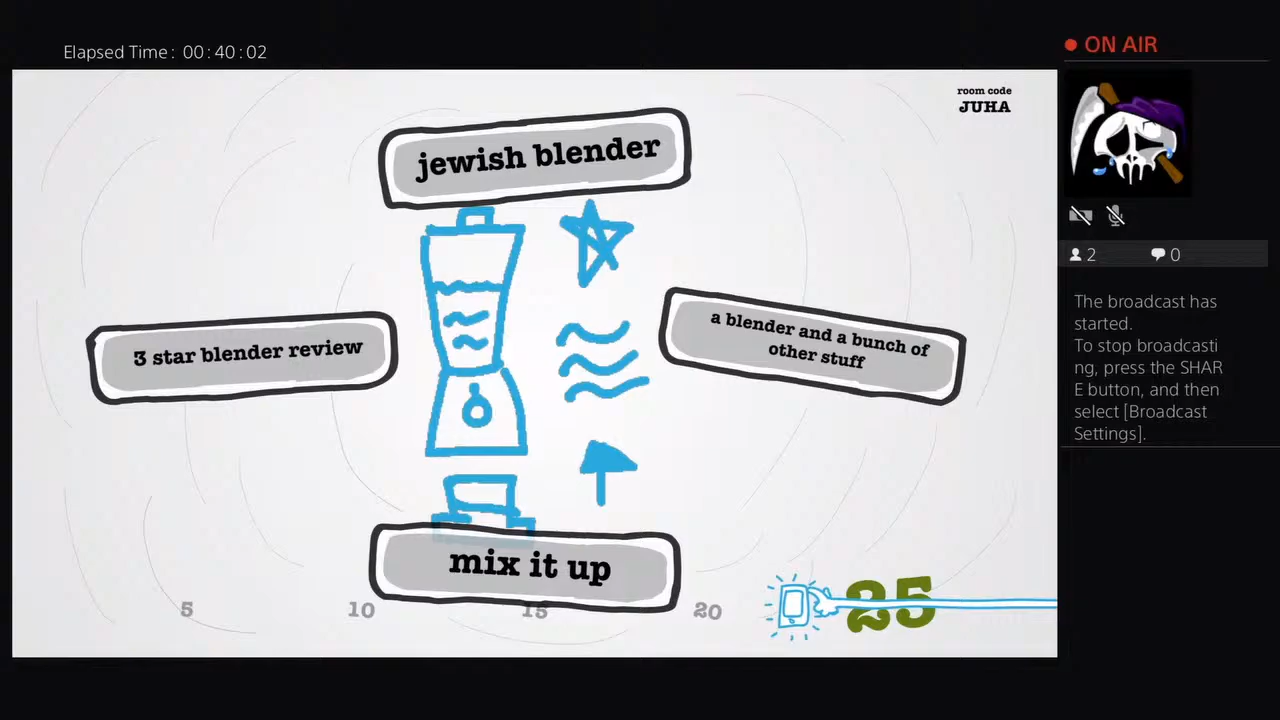 Elapsed Time: 00:40:02
ON AIR
room code
JUHA
jewish blender
2
0
3 star blender review
a blender and a bunch of
other stuff
The broadcast has
started.
To stop broadcasti
ng, press the SHAR
E button, and then
select [Broadcast
Settings].
mix it up
5
10
15
20
25